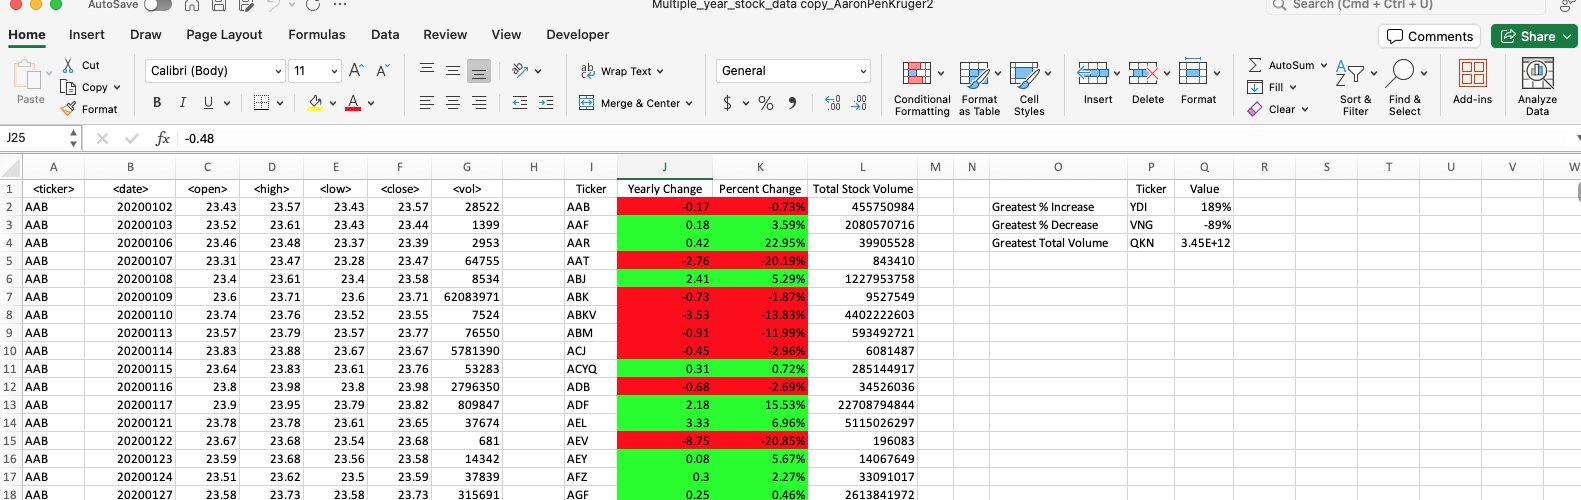 AutoSave
Multiple_year_stock_data copy_AaronPenKruger2
Search (Cmd + Ctrl + U)
Home Insert Draw Page Layout Formulas Data Review View Developer
Comments Share
Paste Cut Copy Format
Calibri (Body) 11 A^ A
B I U A
ab Wrap Text
Merge & Center
General
$ % 9 .00 .00
Conditional Formatting Format as Table Cell Styles
Insert Delete Format
AutoSum Fill Clear
Sort & Filter Find & Select
Add-ins Analyze Data
J25 fx -0.48
A B C D E F G H I J K L M N O P Q R S T U V W
1 <ticker> <date> <open> <high> <low> <close> <vol> Ticker Yearly Change Percent Change Total Stock Volume Ticker Value
2 AAB 20200102 23.43 23.57 23.43 23.57 28522 AAB -0.17 -0.73% 455750984 Greatest % Increase YDI 189%
3 AAB 20200103 23.52 23.61 23.43 23.44 1399 AAF 0.18 3.59% 2080570716 Greatest % Decrease VNG -89%
4 AAB 20200106 23.46 23.48 23.37 23.39 2953 AAR 0.42 22.95% 39905528 Greatest Total Volume QKN 3.45E+12
5 AAB 20200107 23.31 23.47 23.28 23.47 64755 AAT -2.76 -20.19% 843410
6 AAB 20200108 23.4 23.61 23.4 23.58 8534 ABJ 2.41 5.29% 1227953758
7 AAB 20200109 23.6 23.71 23.6 23.71 62083971 ABK -0.73 -1.87% 9527549
8 AAB 20200110 23.74 23.76 23.52 23.55 7524 ABKV -3.53 -13.83% 4402222603
9 AAB 20200113 23.57 23.79 23.57 23.77 76550 ABM -0.91 -11.99% 593492721
10 AAB 20200114 23.83 23.88 23.67 23.67 5781390 ACJ -0.45 -2.96% 6081487
11 AAB 20200115 23.64 23.83 23.61 23.76 53283 ACYQ 0.31 0.72% 285144917
12 AAB 20200116 23.8 23.98 23.8 23.98 2796350 ADB -0.68 -2.69% 34526036
13 AAB 20200117 23.9 23.95 23.79 23.82 809847 ADF 2.18 15.53% 22708794844
14 AAB 20200121 23.78 23.78 23.61 23.65 37674 AEL 3.33 6.96% 5115026297
15 AAB 20200122 23.67 23.68 23.54 23.68 681 AEV -8.75 -20.85% 196083
16 AAB 20200123 23.59 23.68 23.56 23.58 14342 AEY 0.08 5.67% 14067649
17 AAB 20200124 23.51 23.62 23.5 23.59 37839 AFZ 0.3 2.27% 33091017
18 AAB 20200127 23.58 23.73 23.58 23.73 315691 AGF 0.25 0.46% 2613841972